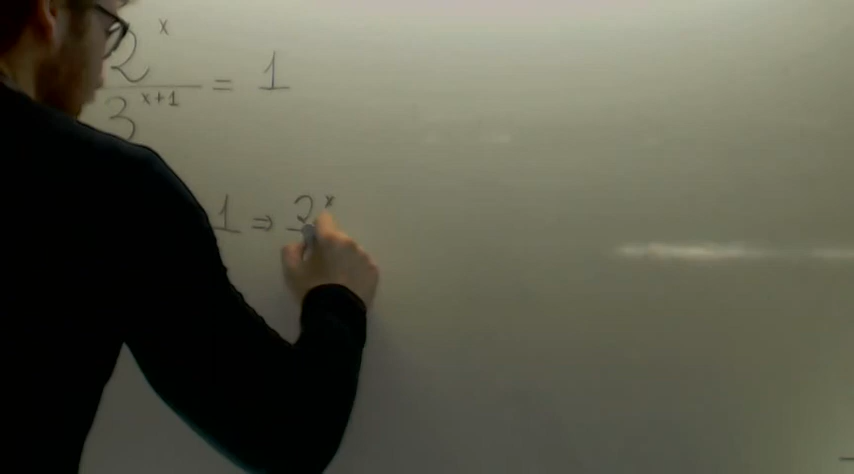 2^x / 3^(x+1) = 1
1 ⇒ 2^x